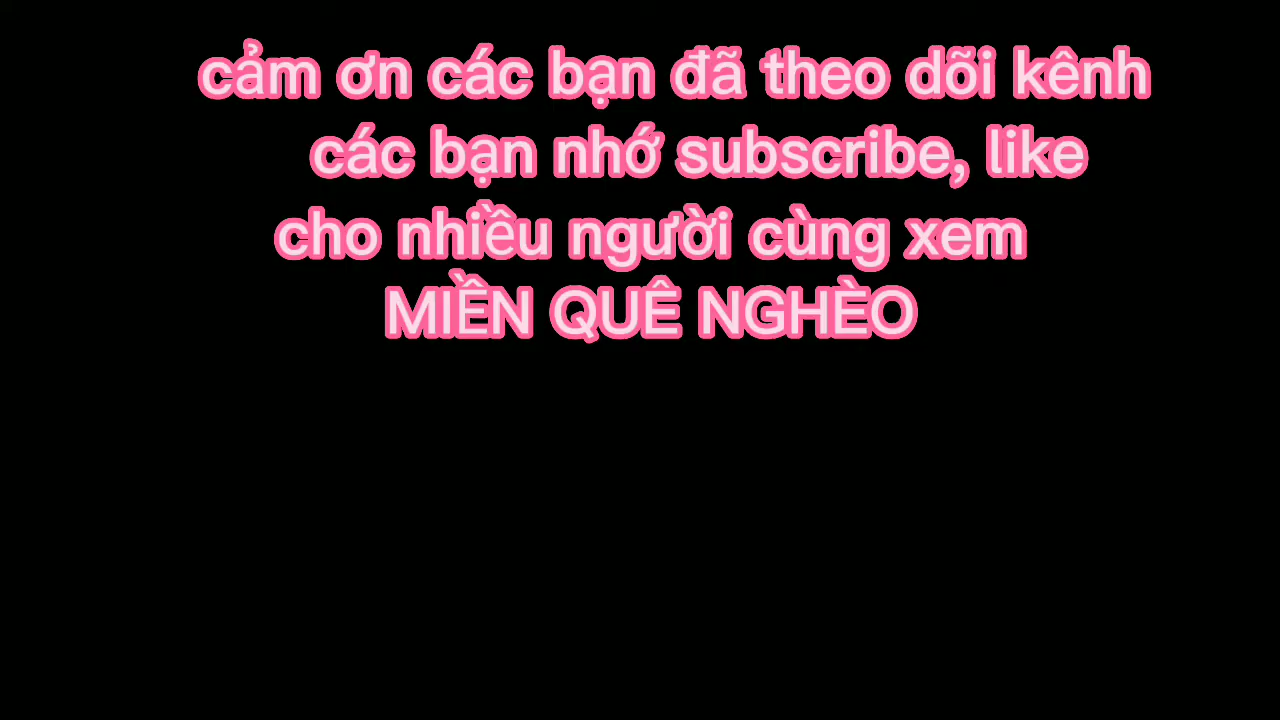 cảm ơn các bạn đã theo dõi kênh
các bạn nhớ subscribe, like
cho nhiều người cùng xem
MIỀN QUÊ NGHÈO